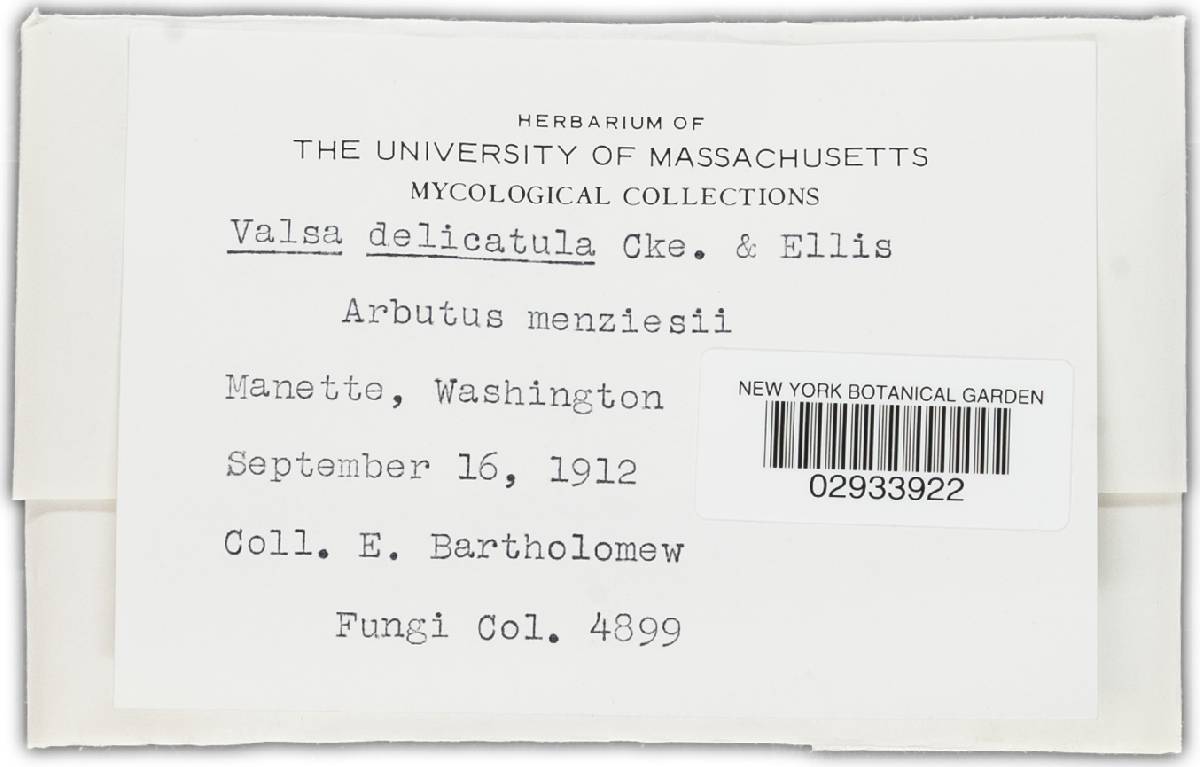 HERBARIUM OF
THE UNIVERSITY OF MASSACHUSETTS
MYCOLOGICAL COLLECTIONS
Valsa delicatula Cke. & Ellis
Arbutus menziesii
Manette, Washington
September 16, 1912
Coll. E. Bartholomew
Fungi Col. 4899
NEW YORK BOTANICAL GARDEN
02933922